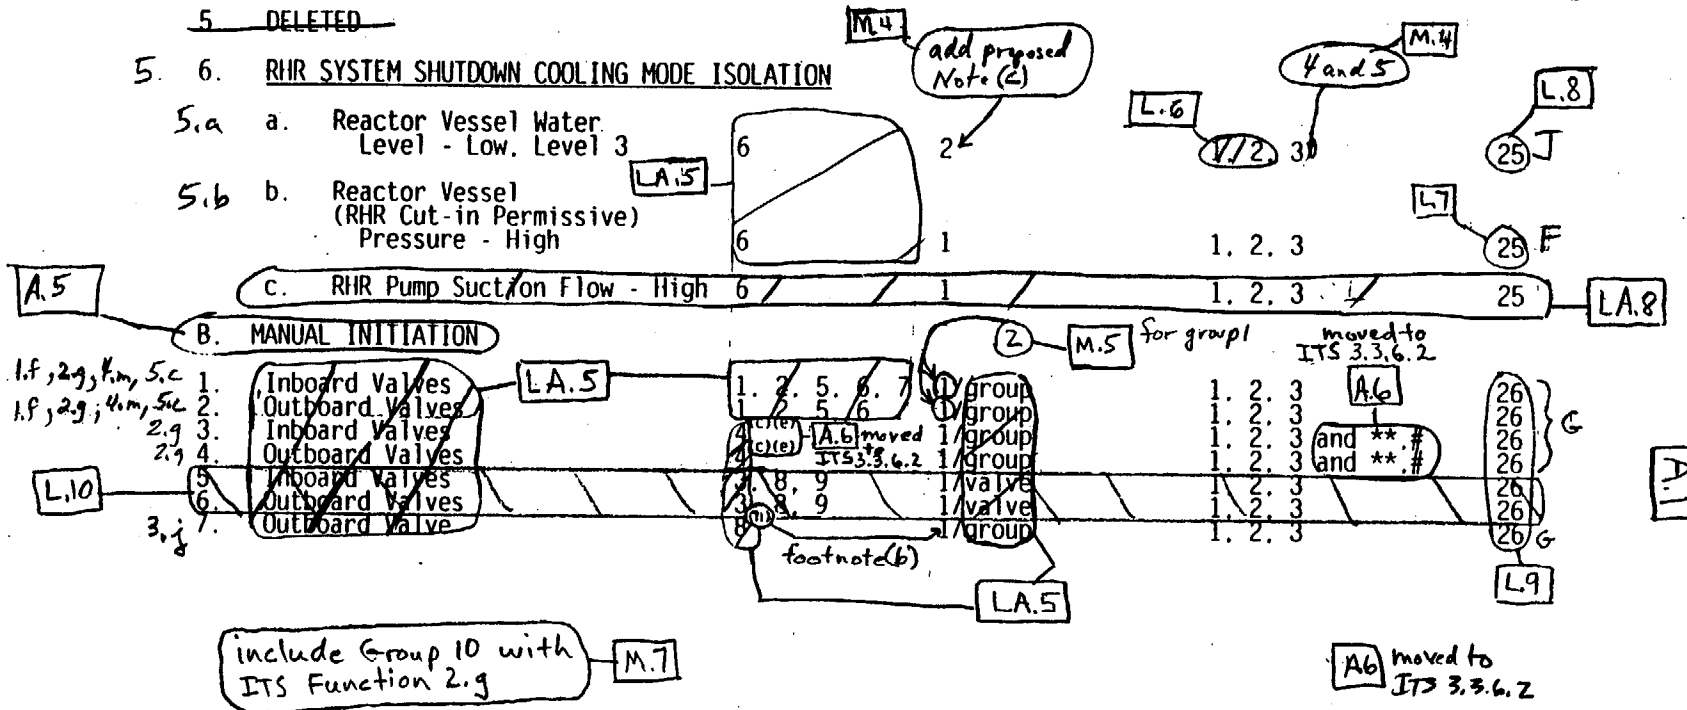 5 DELETED
M.4
add proposed
Note (c)
4 and 5
M.4
5. 6. RHR SYSTEM SHUTDOWN COOLING MODE ISOLATION
L.6
L.8
5.a a. Reactor Vessel Water
Level - Low, Level 3 6 2 1, 2, 3 25 J
LA.5
5.b b. Reactor Vessel
(RHR Cut-in Permissive)
Pressure - High 6 1 1, 2, 3 25 F
L.7
A.5
c. RHR Pump Suction Flow - High 6 1 1, 2, 3 25
LA.8
B. MANUAL INITIATION
2 M.5 for group 1
moved to
ITS 3.3.6.2
A.6
LA.5
1.f, 2.g, 4.m, 5.c 1. Inboard Valves 1, 2, 5, 6, 7 1/group 1, 2, 3 26
1.f, 2.g, 4.m, 5.c 2. Outboard Valves 1, 2, 5, 6 1/group 1, 2, 3 26
2.g 3. Inboard Valves 4(c)(e) 1/group 1, 2, 3 and **,# 26
2.g 4. Outboard Valves 4(c)(e) 1/group 1, 2, 3 and **,# 26
G
A.6 moved
ITS 3.3.6.2
L.10
5. Inboard Valves 3, 8, 9 1/valve 1, 2, 3 26
6. Outboard Valves 3, 8, 9 1/valve 1, 2, 3 26
3.j 7. Outboard Valve 8 1/group 1, 2, 3 26 G
footnote (b)
L.9
LA.5
include Group 10 with
ITS Function 2.g
M.7
A.6 moved to
ITS 3.3.6.2